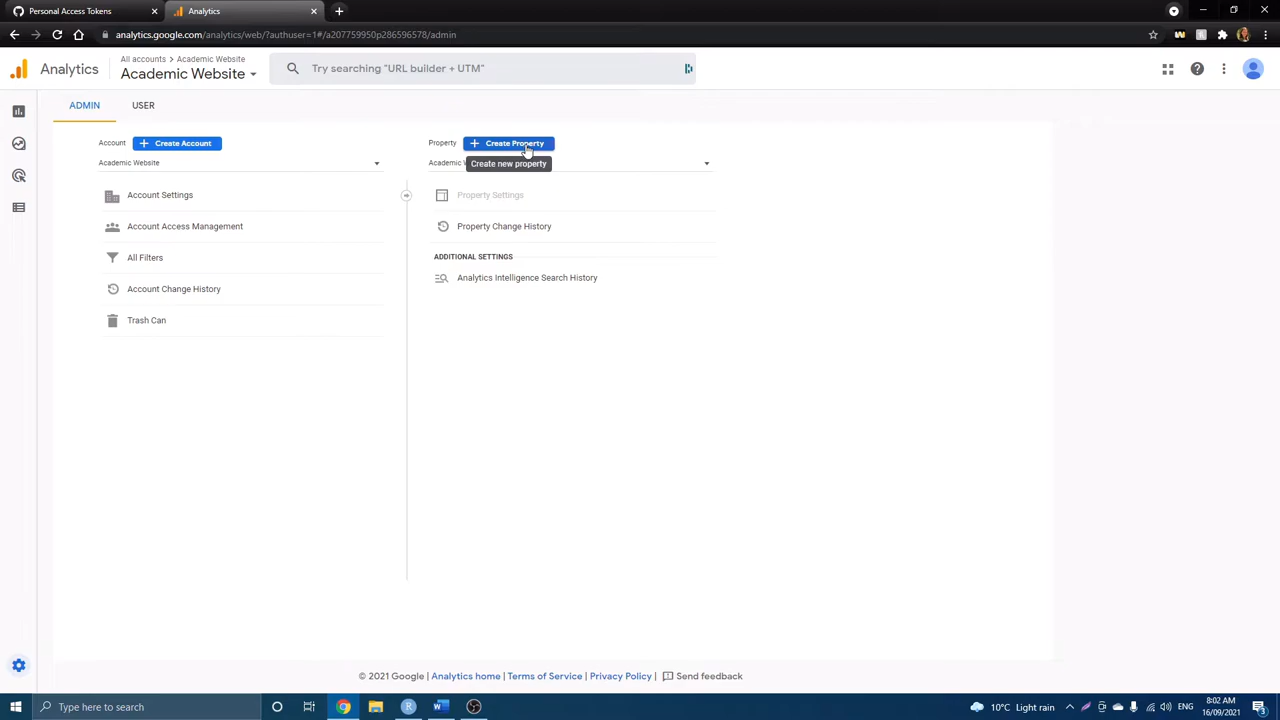 Personal Access Tokens
Analytics
analytics.google.com/analytics/web/?authuser=1#/a207759950p286596578/admin
Analytics
All accounts > Academic Website
Academic Website
Try searching "URL builder + UTM"
ADMIN
USER
Account
Create Account
Property
Create Property
Academic Website
Academic
Create new property
Account Settings
Property Settings
Account Access Management
Property Change History
All Filters
ADDITIONAL SETTINGS
Analytics Intelligence Search History
Account Change History
Trash Can
© 2021 Google | Analytics home | Terms of Service | Privacy Policy | Send feedback
Type here to search
10°C Light rain
ENG
8:02 AM
16/09/2021
3